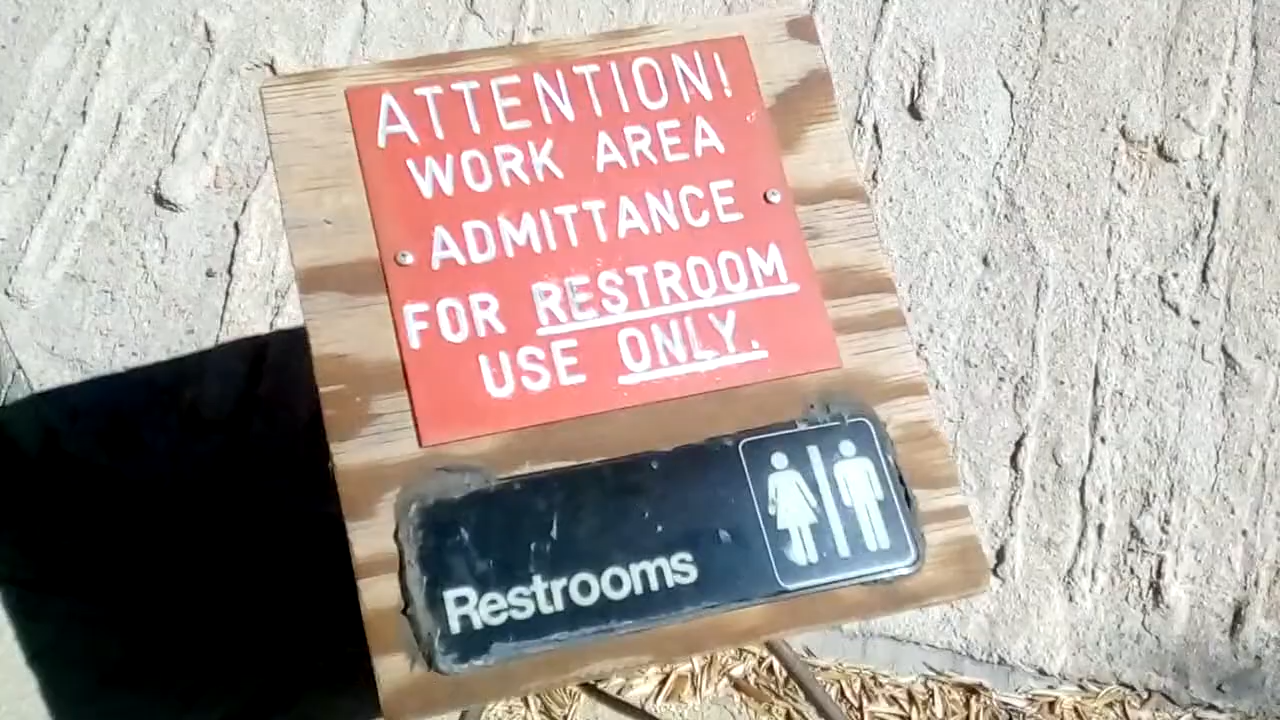 ATTENTION!
WORK AREA
ADMITTANCE
FOR RESTROOM
USE ONLY.
Restrooms